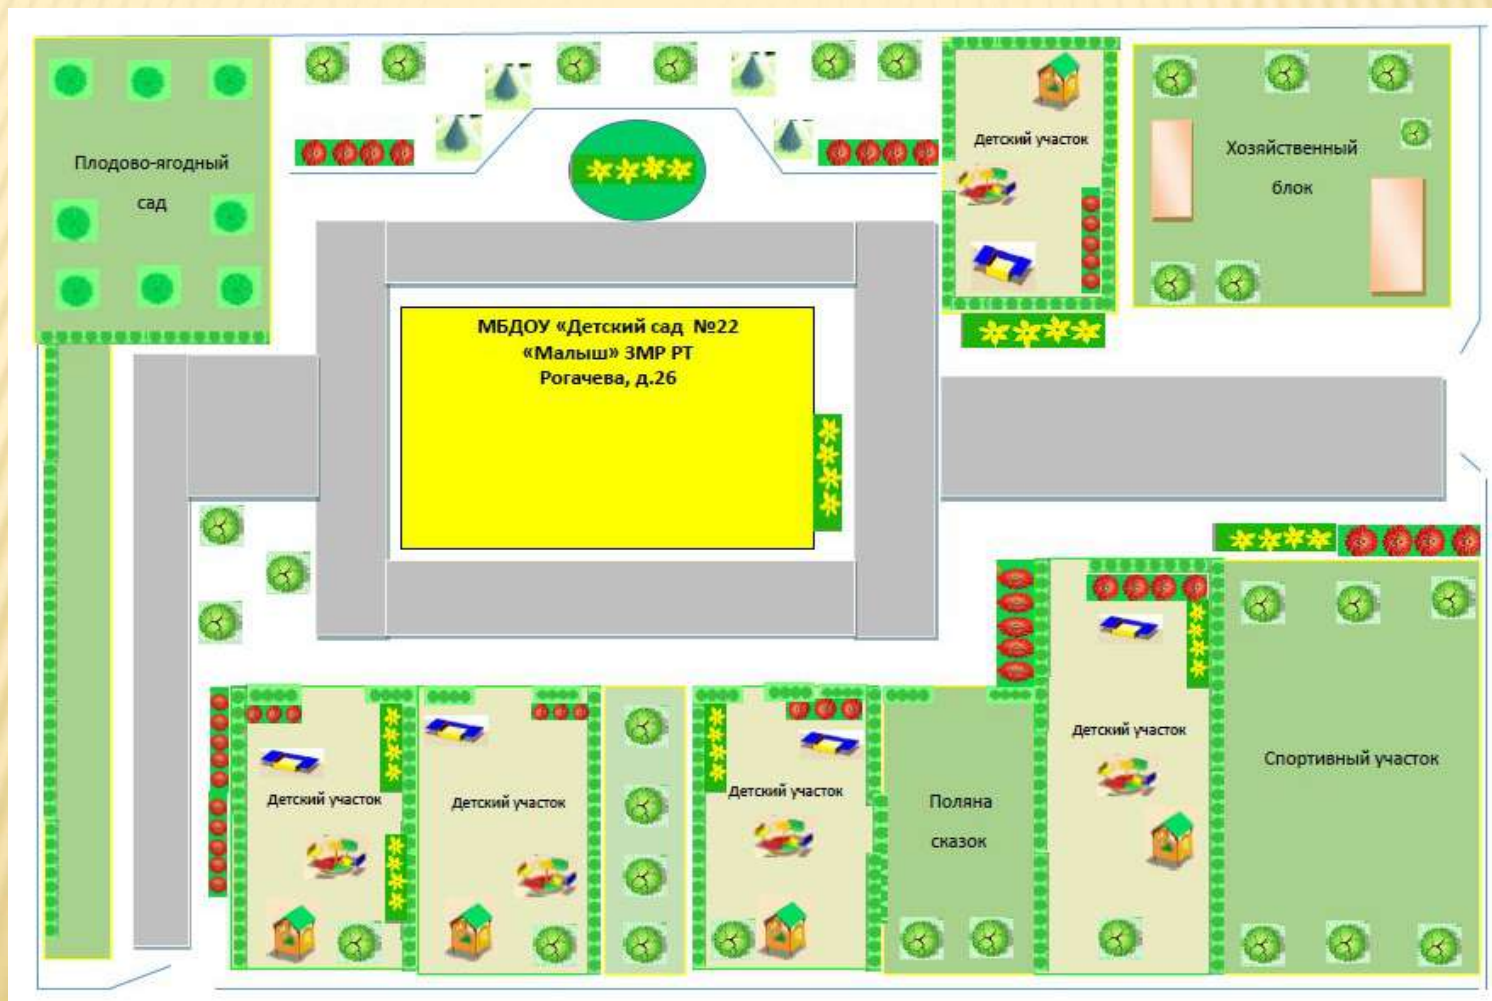 Плодово-ягодный
сад
Детский участок
Хозяйственный
блок
МБДОУ «Детский сад №22
«Малыш» ЗМР РТ
Рогачева, д.26
Детский участок
Детский участок
Детский участок
Поляна
сказок
Детский участок
Спортивный участок